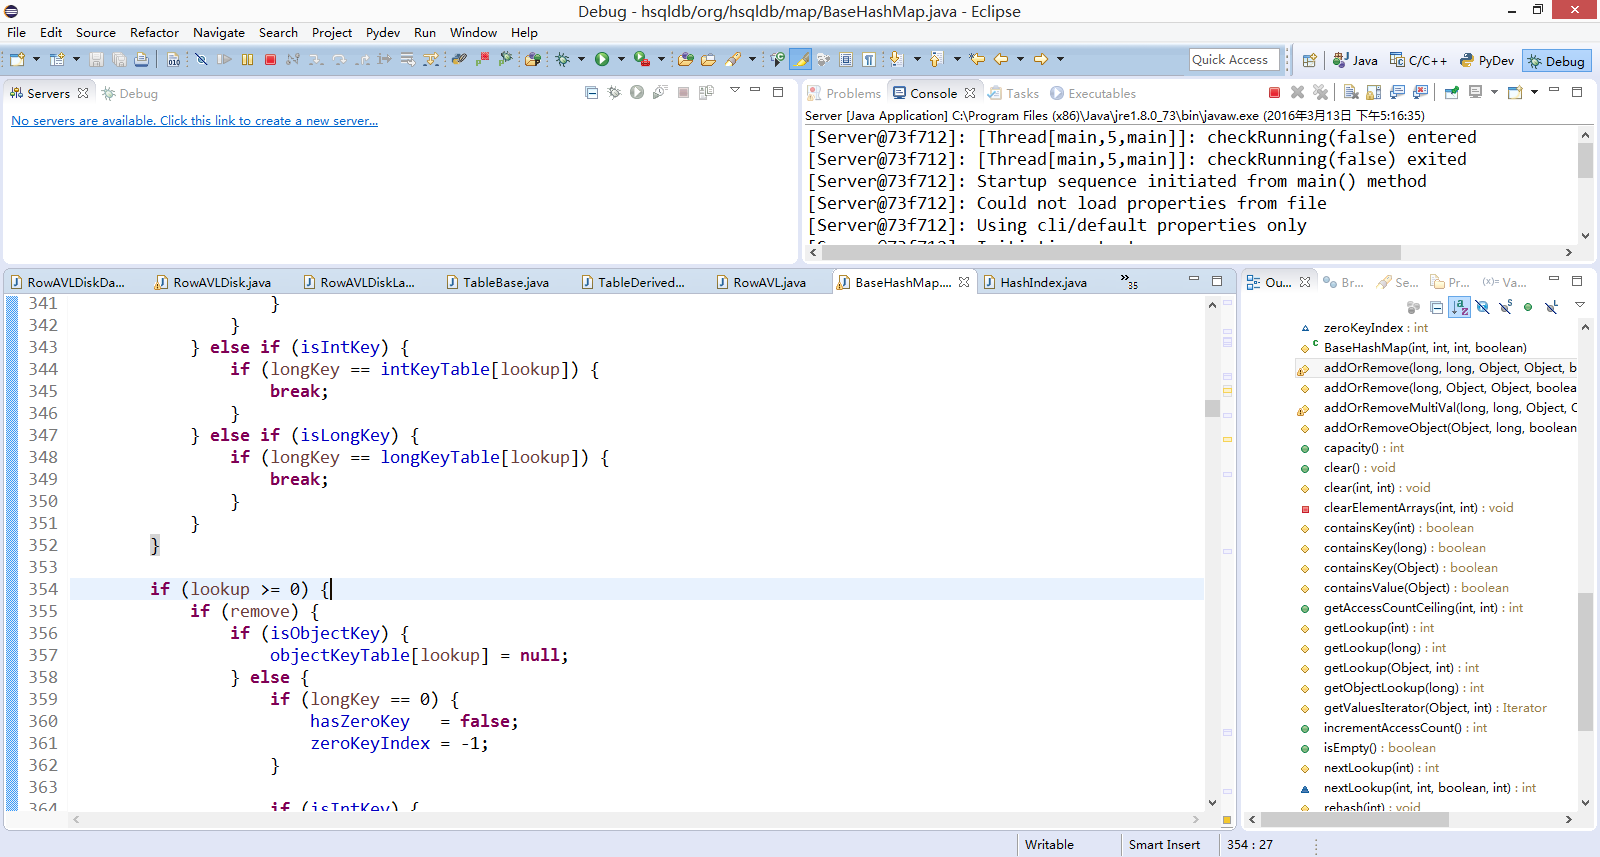 Debug - hsqldb/org/hsqldb/map/BaseHashMap.java - Eclipse
File Edit Source Refactor Navigate Search Project Pydev Run Window Help
Quick Access Java C/C++ PyDev Debug
Servers Debug
No servers are available. Click this link to create a new server...
Problems Console Tasks Executables
Server [Java Application] C:\Program Files (x86)\Java\jre1.8.0_73\bin\javaw.exe (2016年3月13日 下午5:16:35)
[Server@73f712]: [Thread[main,5,main]]: checkRunning(false) entered
[Server@73f712]: [Thread[main,5,main]]: checkRunning(false) exited
[Server@73f712]: Startup sequence initiated from main() method
[Server@73f712]: Could not load properties from file
[Server@73f712]: Using cli/default properties only
RowAVLDiskDa... RowAVLDisk.java RowAVLDiskLa... TableBase.java TableDerived... RowAVL.java BaseHashMap.... HashIndex.java »35
341 }
342 }
343 } else if (isIntKey) {
344 if (longKey == intKeyTable[lookup]) {
345 break;
346 }
347 } else if (isLongKey) {
348 if (longKey == longKeyTable[lookup]) {
349 break;
350 }
351 }
352 }
353
354 if (lookup >= 0) {
355 if (remove) {
356 if (isObjectKey) {
357 objectKeyTable[lookup] = null;
358 } else {
359 if (longKey == 0) {
360 hasZeroKey = false;
361 zeroKeyIndex = -1;
362 }
363
364 if (isIntKey) {
Ou... Br... Se... Pr... (x)= Va...
zeroKeyIndex : int
BaseHashMap(int, int, int, boolean)
addOrRemove(long, long, Object, Object, b
addOrRemove(long, Object, Object, boolea
addOrRemoveMultiVal(long, long, Object, O
addOrRemoveObject(Object, long, boolean
capacity() : int
clear() : void
clear(int, int) : void
clearElementArrays(int, int) : void
containsKey(int) : boolean
containsKey(long) : boolean
containsKey(Object) : boolean
containsValue(Object) : boolean
getAccessCountCeiling(int, int) : int
getLookup(int) : int
getLookup(long) : int
getLookup(Object, int) : int
getObjectLookup(long) : int
getValuesIterator(Object, int) : Iterator
incrementAccessCount() : int
isEmpty() : boolean
nextLookup(int) : int
nextLookup(int, int, boolean, int) : int
rehash(int) : void
Writable Smart Insert 354 : 27